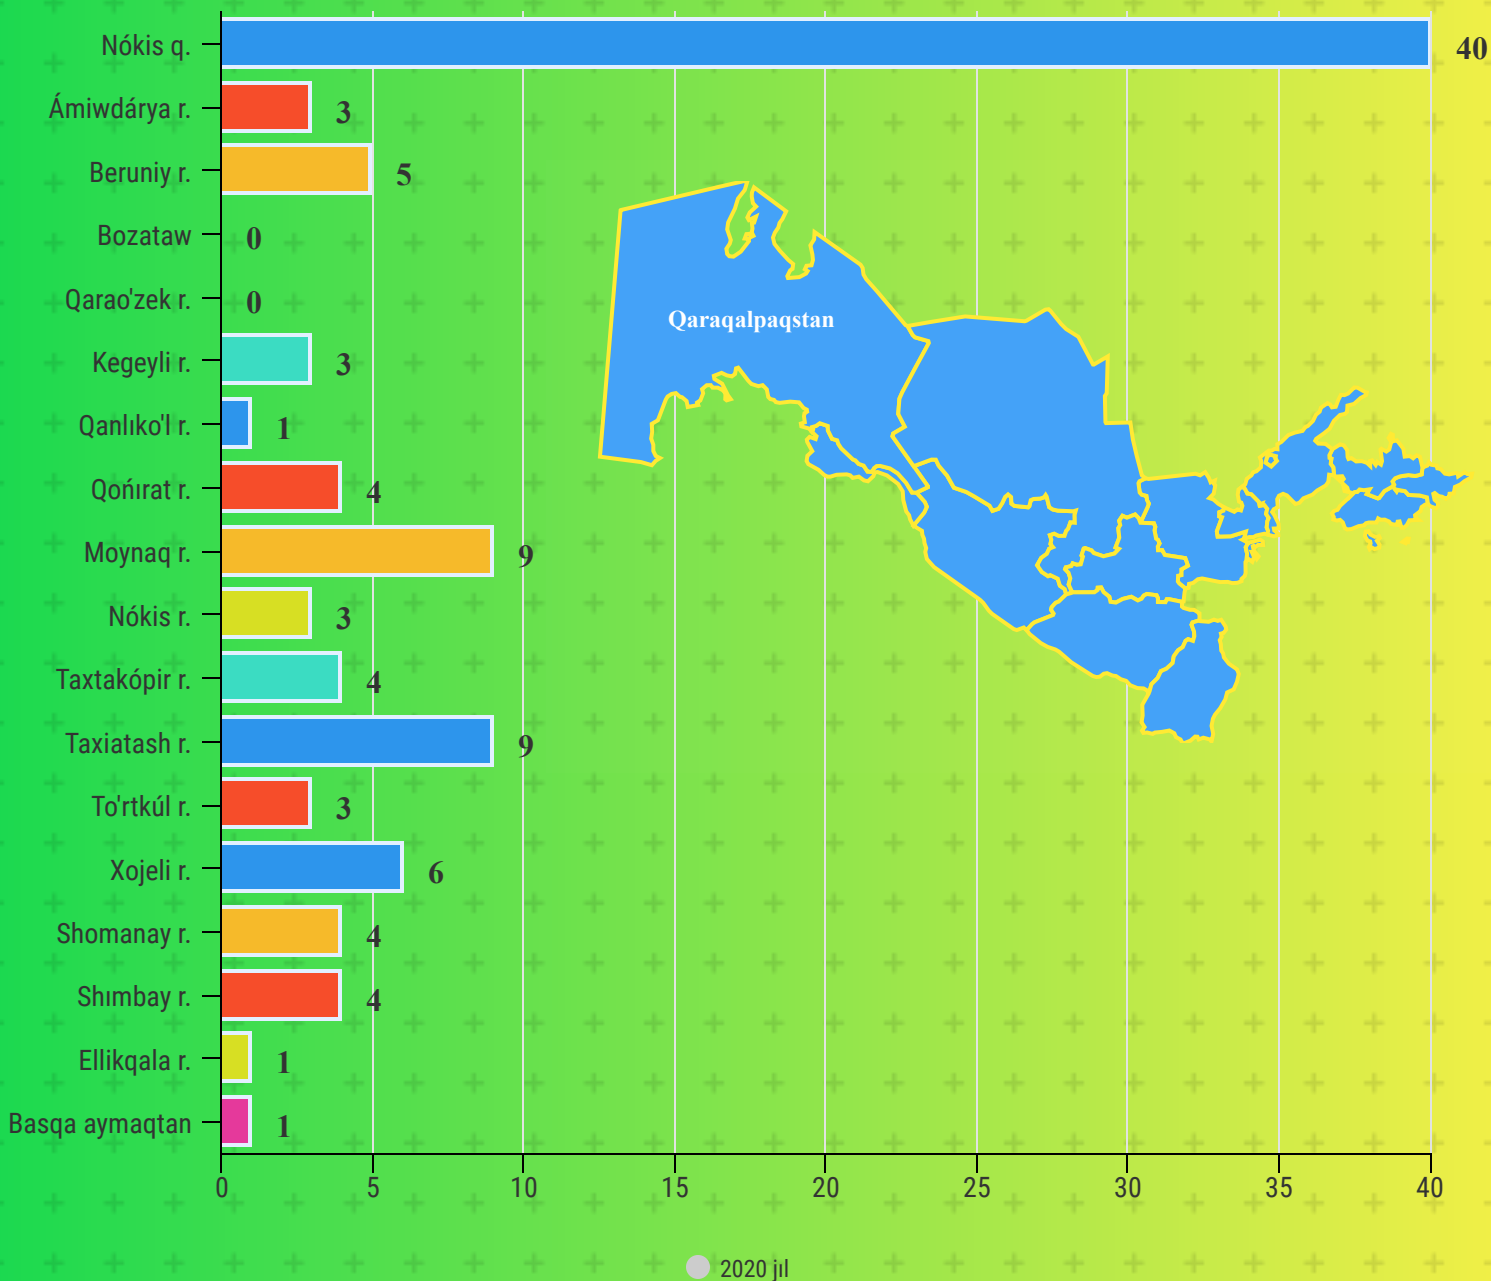 Nókis q. 40
Ámiwdárya r. 3
Beruniy r. 5
Bozataw 0
Qarao'zek r. 0
Kegeyli r. 3
Qanlıko'l r. 1
Qońırat r. 4
Moynaq r. 9
Nókis r. 3
Taxtakópir r. 4
Taxiatash r. 9
To'rtkúl r. 3
Xojeli r. 6
Shomanay r. 4
Shımbay r. 4
Ellikqala r. 1
Basqa aymaqtan 1
Qaraqalpaqstan
0 5 10 15 20 25 30 35 40
2020 jıl